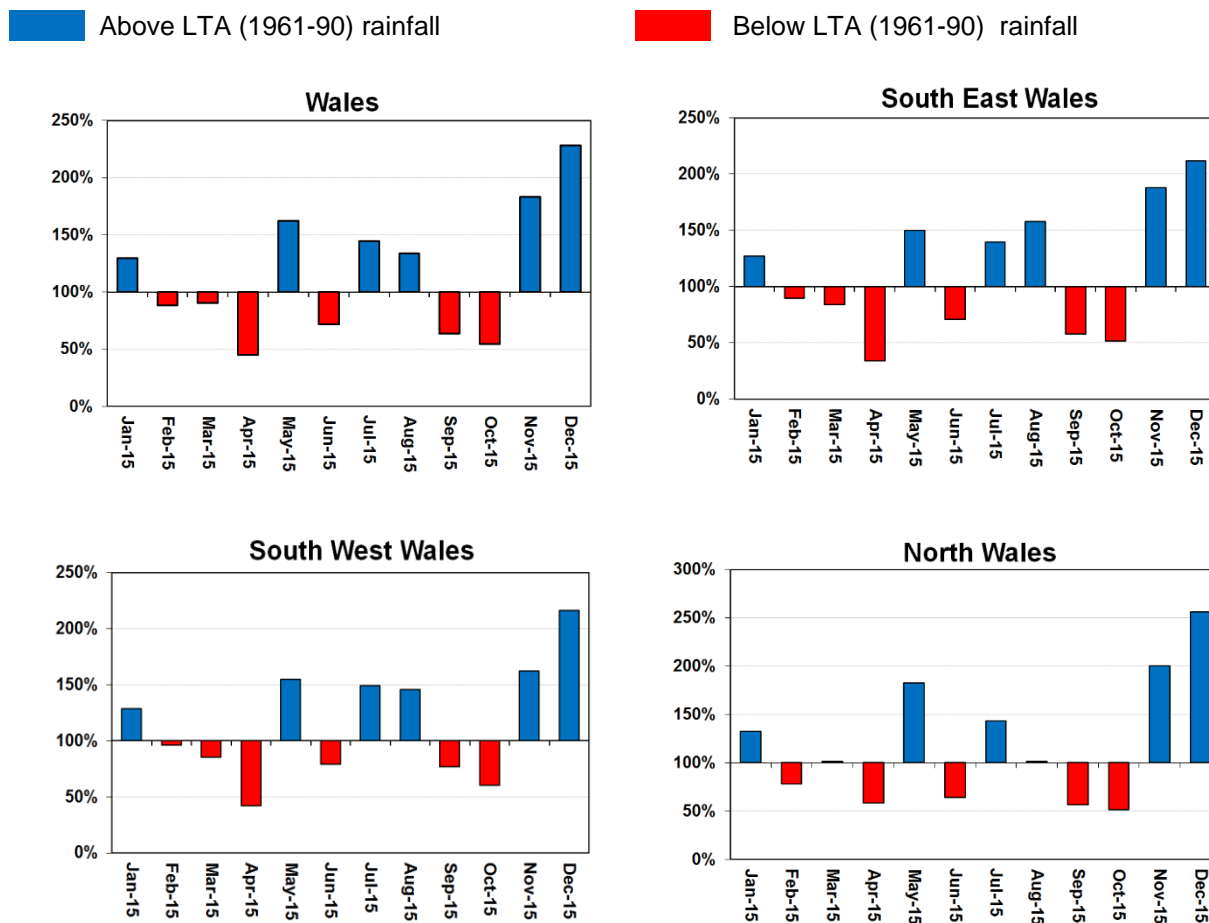 Above LTA (1961-90) rainfall
Below LTA (1961-90) rainfall
Wales
250%
200%
150%
100%
50%
0%
Jan-15
Feb-15
Mar-15
Apr-15
May-15
Jun-15
Jul-15
Aug-15
Sep-15
Oct-15
Nov-15
Dec-15
South East Wales
250%
200%
150%
100%
50%
0%
Jan-15
Feb-15
Mar-15
Apr-15
May-15
Jun-15
Jul-15
Aug-15
Sep-15
Oct-15
Nov-15
Dec-15
South West Wales
250%
200%
150%
100%
50%
0%
Jan-15
Feb-15
Mar-15
Apr-15
May-15
Jun-15
Jul-15
Aug-15
Sep-15
Oct-15
Nov-15
Dec-15
North Wales
300%
250%
200%
150%
100%
50%
0%
Jan-15
Feb-15
Mar-15
Apr-15
May-15
Jun-15
Jul-15
Aug-15
Sep-15
Oct-15
Nov-15
Dec-15